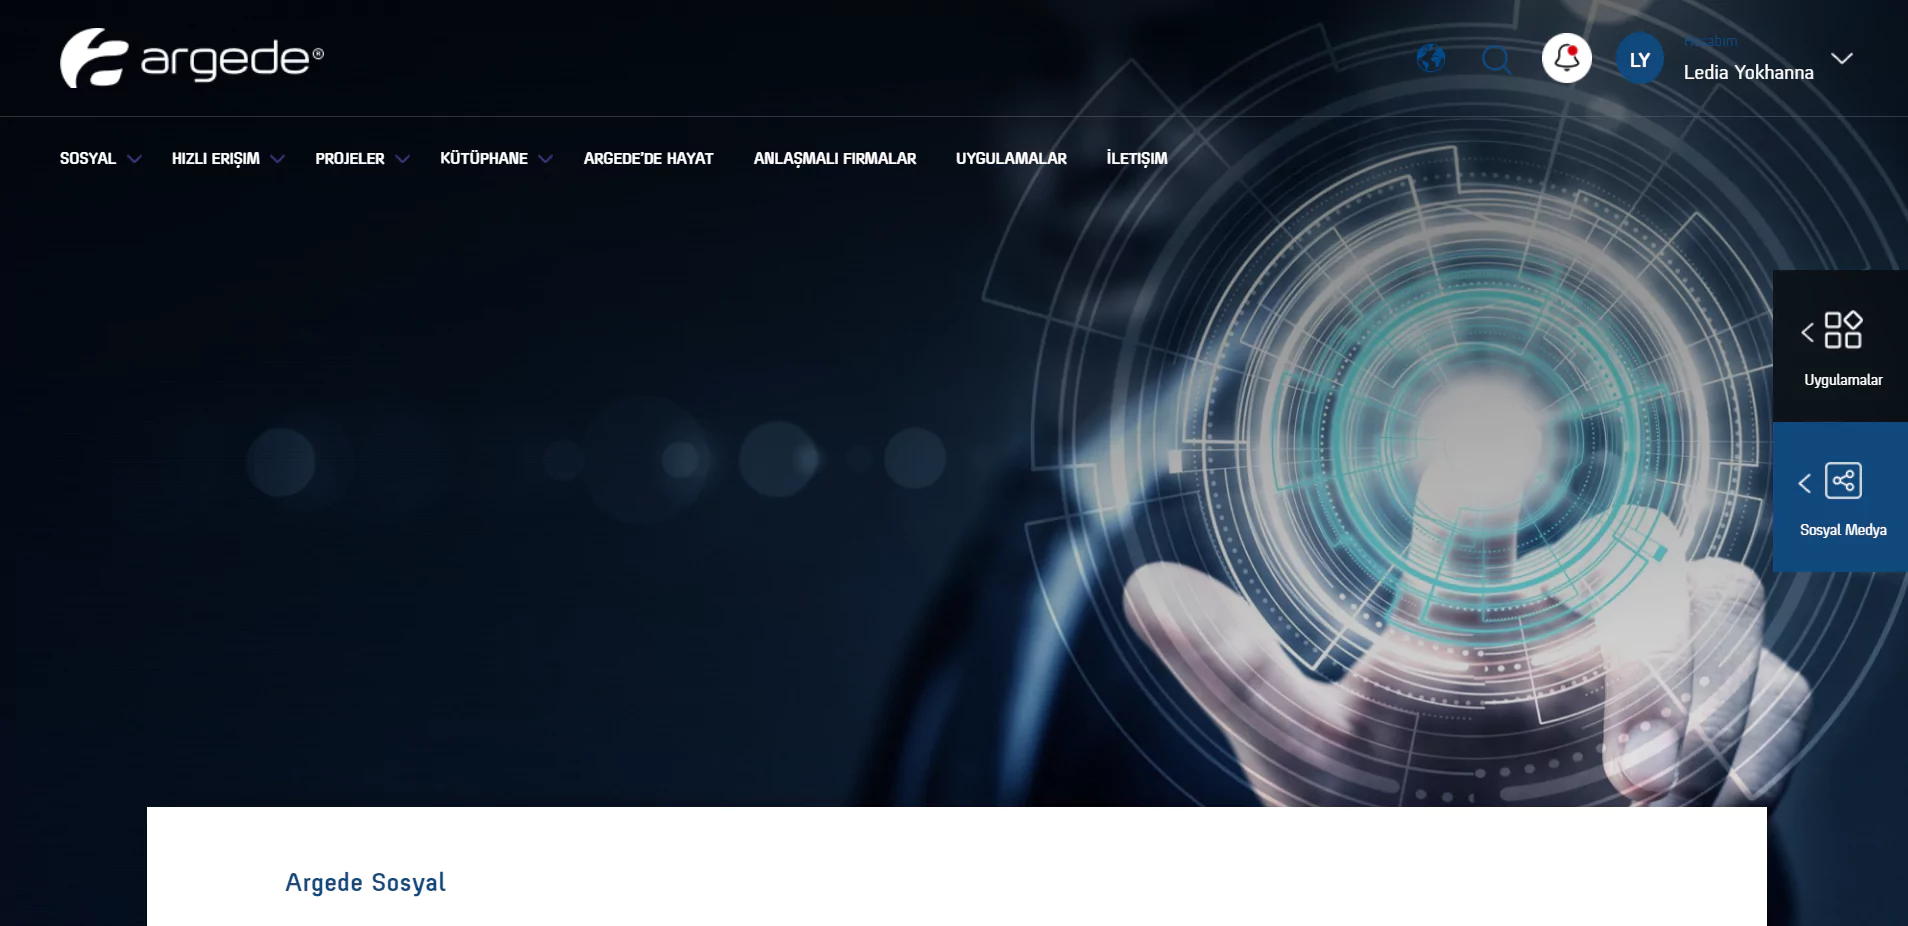 argede®
LY
Hesabım
Ledia Yokhanna
SOSYAL
HIZLI ERIŞIM
PROJELER
KÜTÜPHANE
ARGEDE'DE HAYAT
ANLAŞMALI FIRMALAR
UYGULAMALAR
İLETIŞIM
Uygulamalar
Sosyal Medya
Argede Sosyal